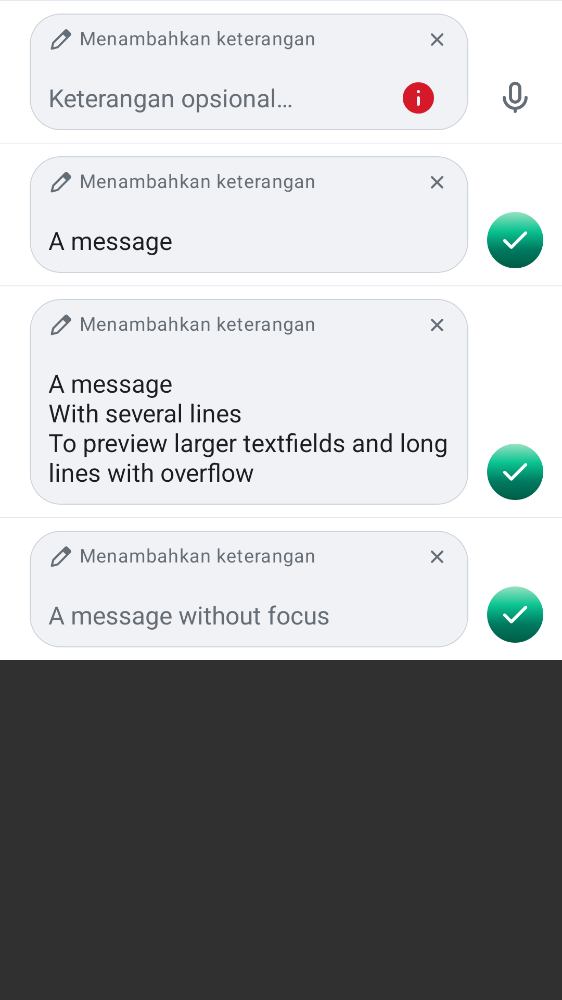 Menambahkan keterangan
Keterangan opsional…
Menambahkan keterangan
A message
Menambahkan keterangan
A message
With several lines
To preview larger textfields and long
lines with overflow
Menambahkan keterangan
A message without focus